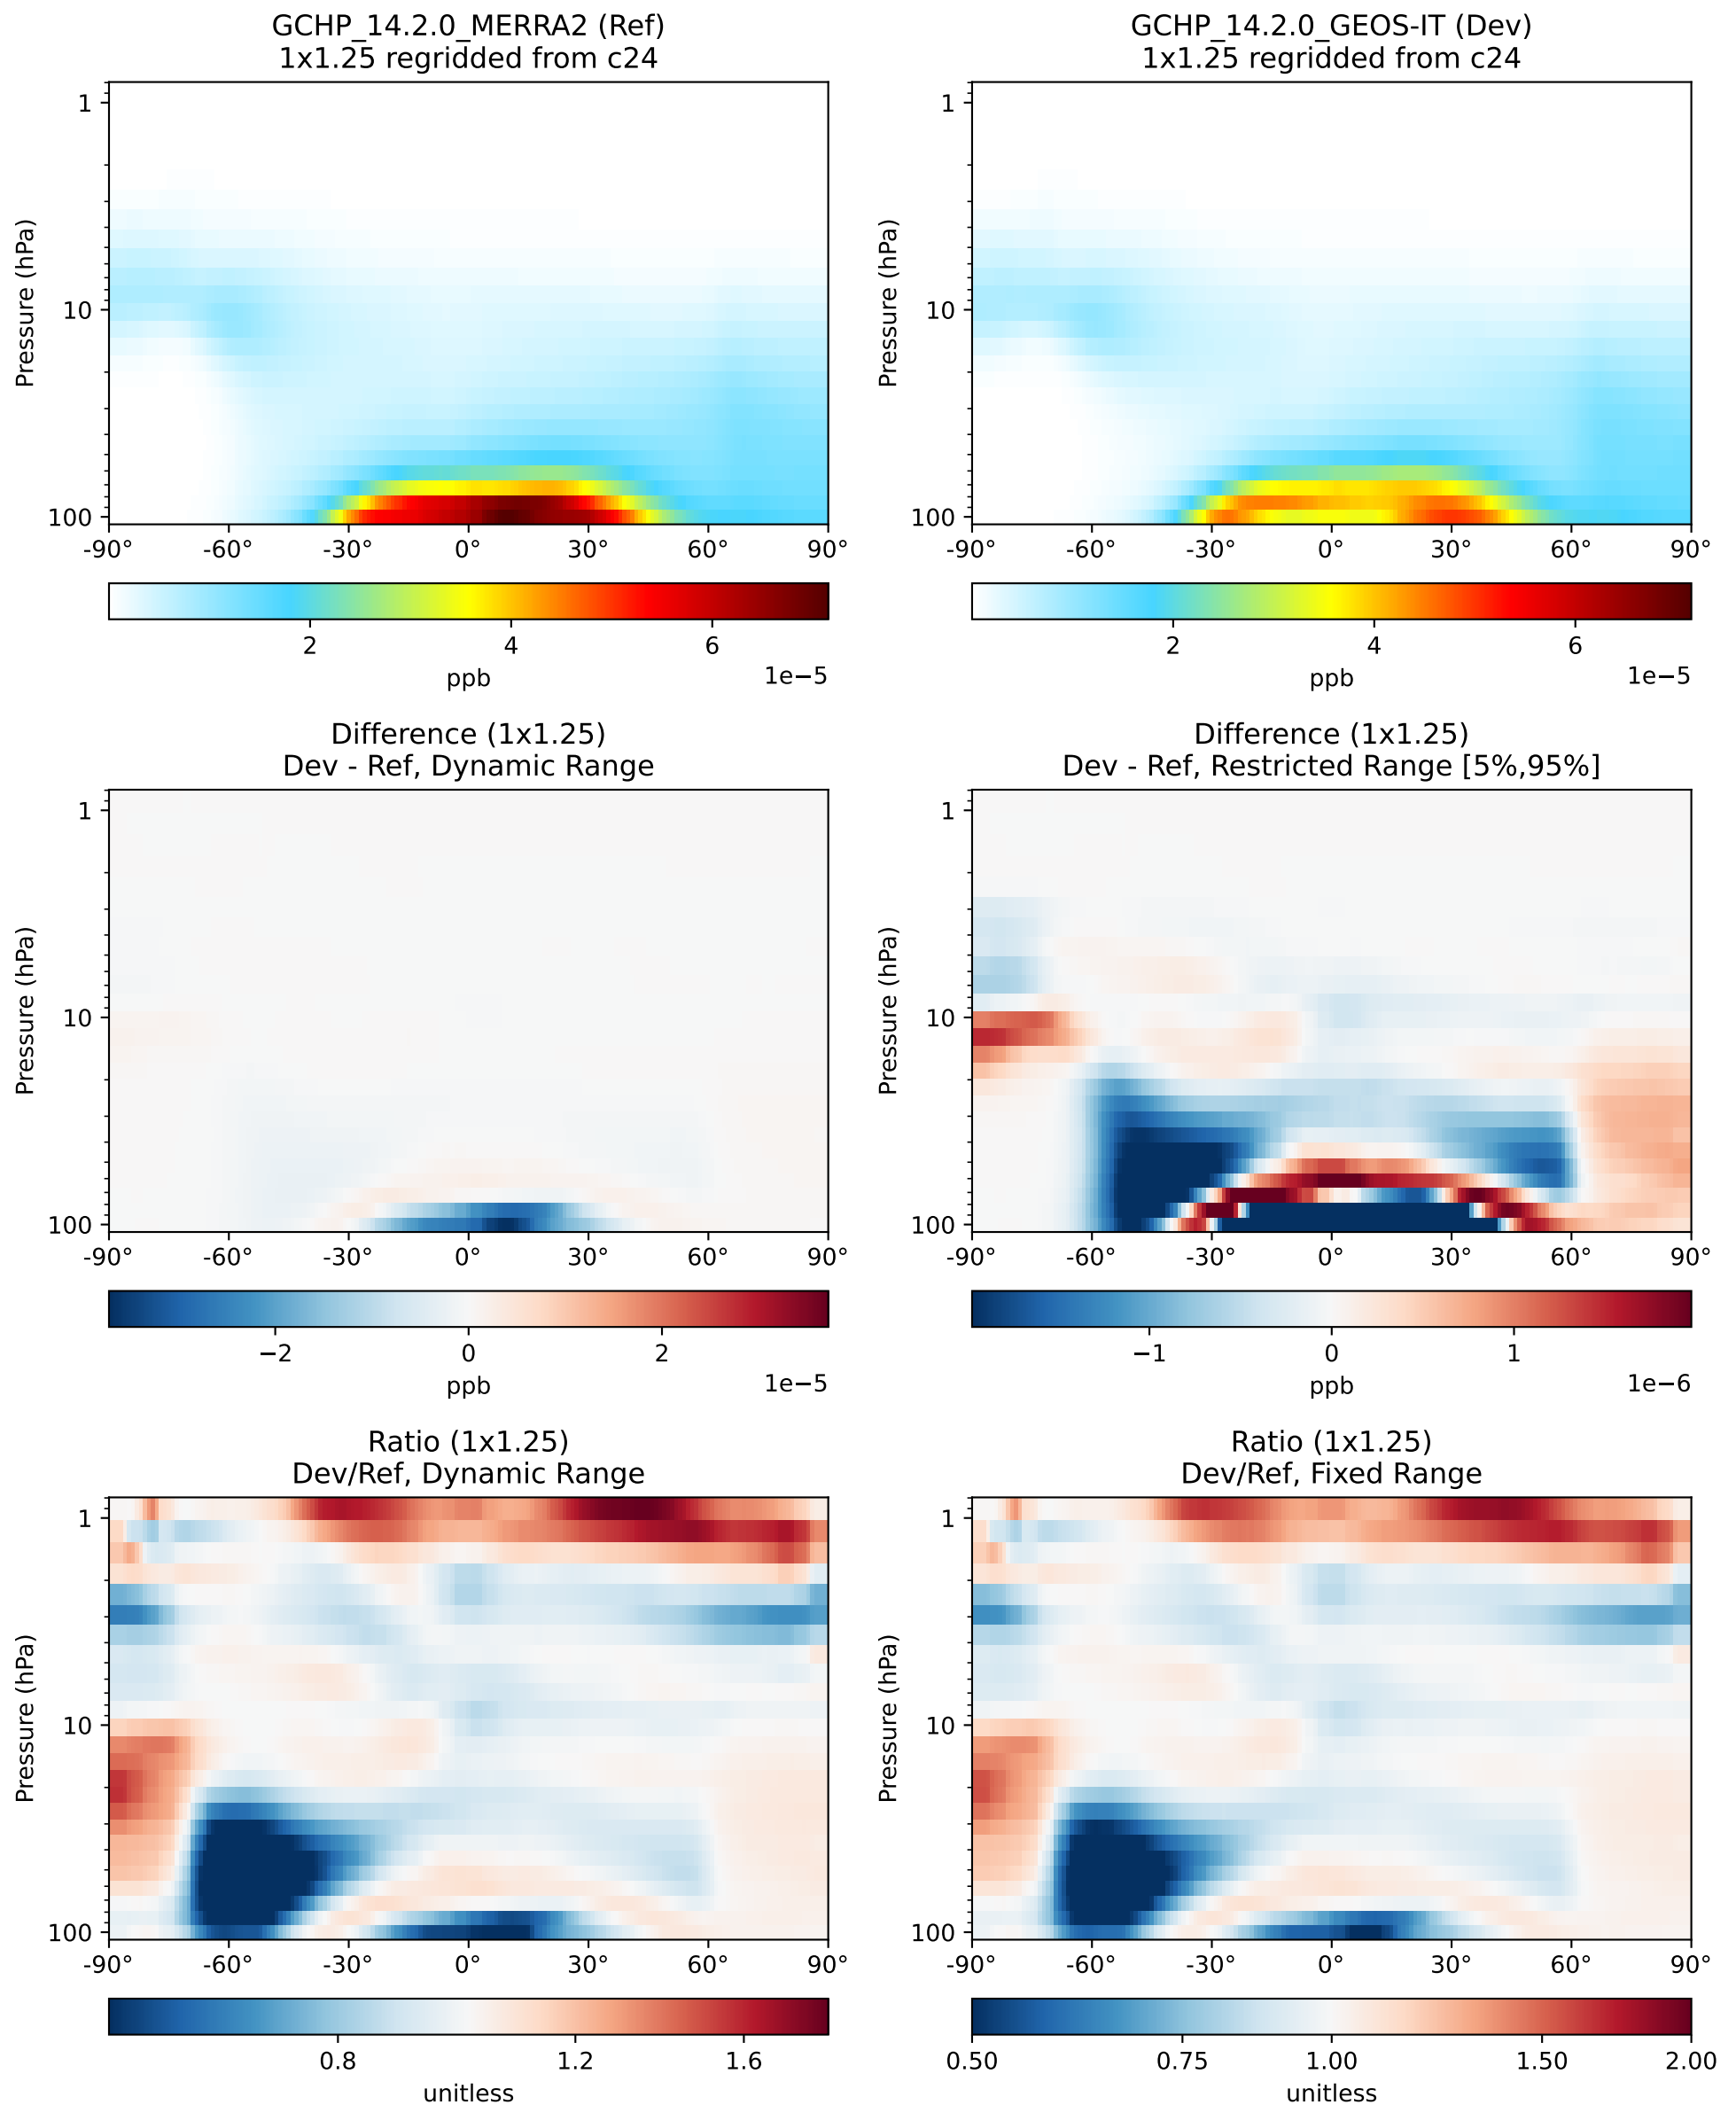 GCHP_14.2.0_MERRA2 (Ref)
1x1.25 regridded from c24
Pressure (hPa)
1
10
100
-90° -60° -30° 0° 30° 60° 90°
2 4 6
ppb
1e−5
GCHP_14.2.0_GEOS-IT (Dev)
1x1.25 regridded from c24
Pressure (hPa)
1
10
100
-90° -60° -30° 0° 30° 60° 90°
2 4 6
ppb
1e−5
Difference (1x1.25)
Dev - Ref, Dynamic Range
Pressure (hPa)
1
10
100
-90° -60° -30° 0° 30° 60° 90°
−2 0 2
ppb
1e−5
Difference (1x1.25)
Dev - Ref, Restricted Range [5%,95%]
Pressure (hPa)
1
10
100
-90° -60° -30° 0° 30° 60° 90°
−1 0 1
ppb
1e−6
Ratio (1x1.25)
Dev/Ref, Dynamic Range
Pressure (hPa)
1
10
100
-90° -60° -30° 0° 30° 60° 90°
0.8 1.2 1.6
unitless
Ratio (1x1.25)
Dev/Ref, Fixed Range
Pressure (hPa)
1
10
100
-90° -60° -30° 0° 30° 60° 90°
0.50 0.75 1.00 1.50 2.00
unitless